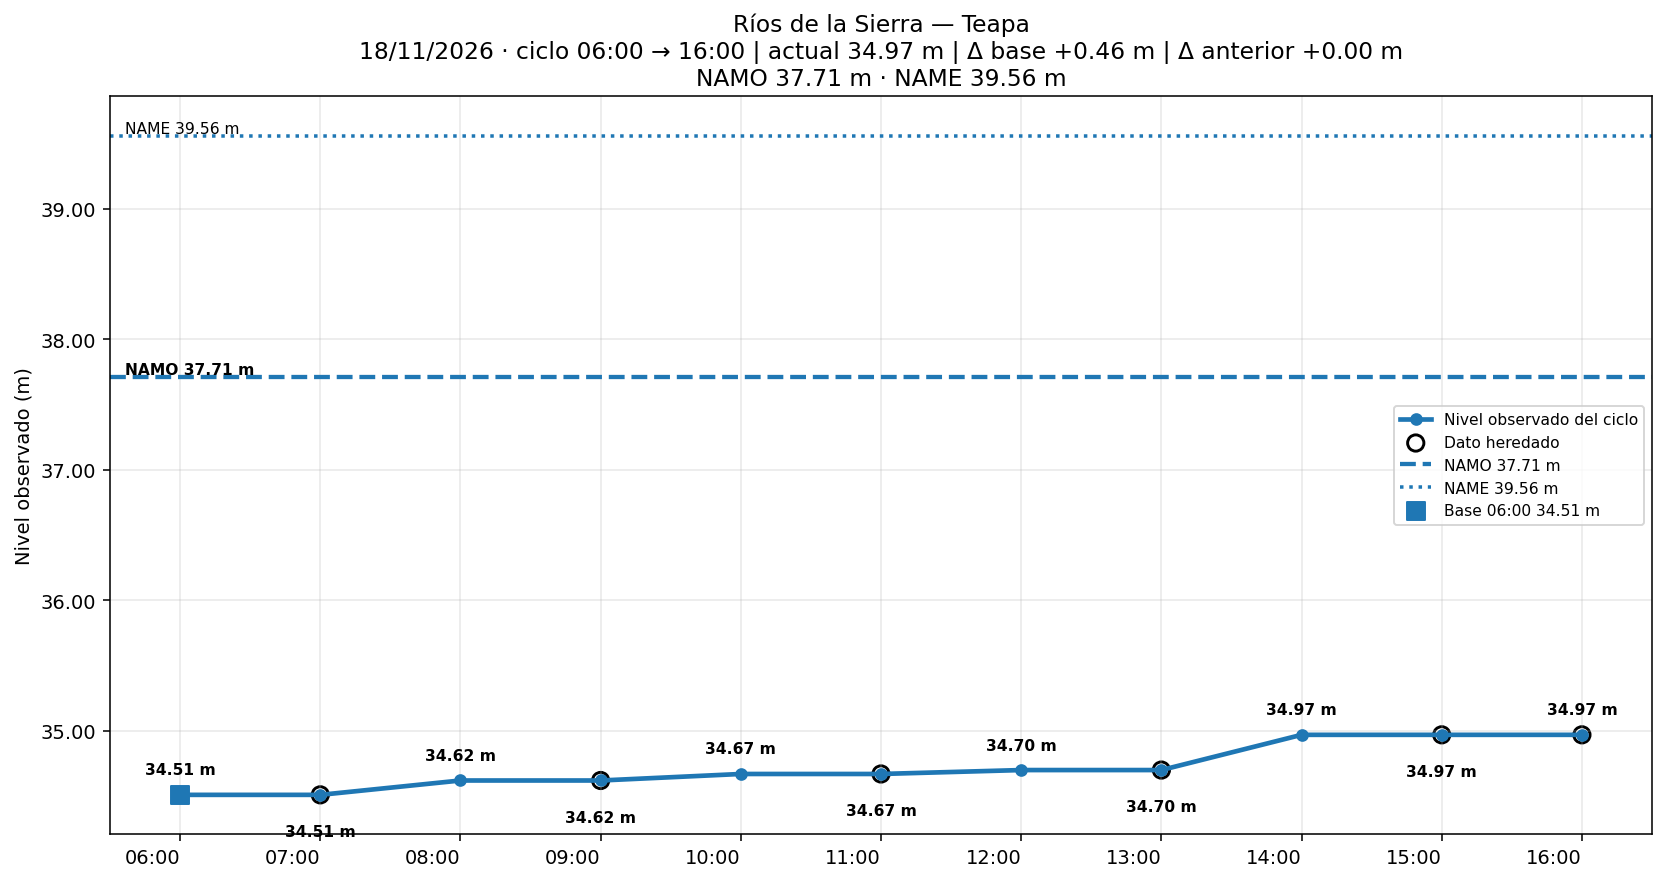 Ríos de la Sierra — Teapa
18/11/2026 · ciclo 06:00 → 16:00 | actual 34.97 m | Δ base +0.46 m | Δ anterior +0.00 m
NAMO 37.71 m · NAME 39.56 m
NAME 39.56 m
39.00
38.00
NAMO 37.71 m
Nivel observado (m)
Nivel observado del ciclo
Dato heredado
NAMO 37.71 m
NAME 39.56 m
Base 06:00 34.51 m
37.00
36.00
35.00
34.51 m
34.51 m
34.62 m
34.62 m
34.67 m
34.67 m
34.70 m
34.70 m
34.97 m
34.97 m
34.97 m
06:00 07:00 08:00 09:00 10:00 11:00 12:00 13:00 14:00 15:00 16:00